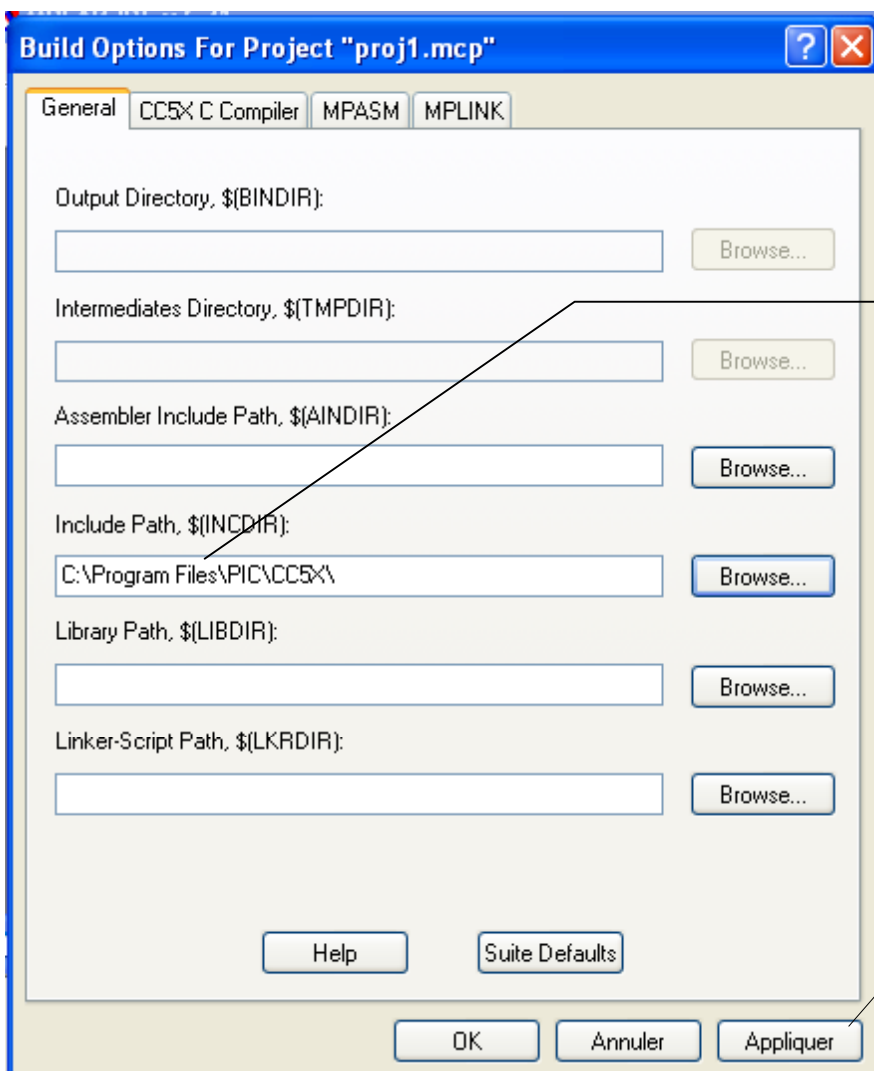 Build Options For Project "proj1.mcp"
General CC5X C Compiler MPASM MPLINK
Output Directory, $(BINDIR):
Browse...
Intermediates Directory, $(TMPDIR):
Browse...
Assembler Include Path, $(AINDIR):
Browse...
Include Path, $(INCDIR):
C:\Program Files\PIC\CC5X\ Browse...
Library Path, $(LIBDIR):
Browse...
Linker-Script Path, $(LKRDIR):
Browse...
Help Suite Defaults
OK Annuler Appliquer